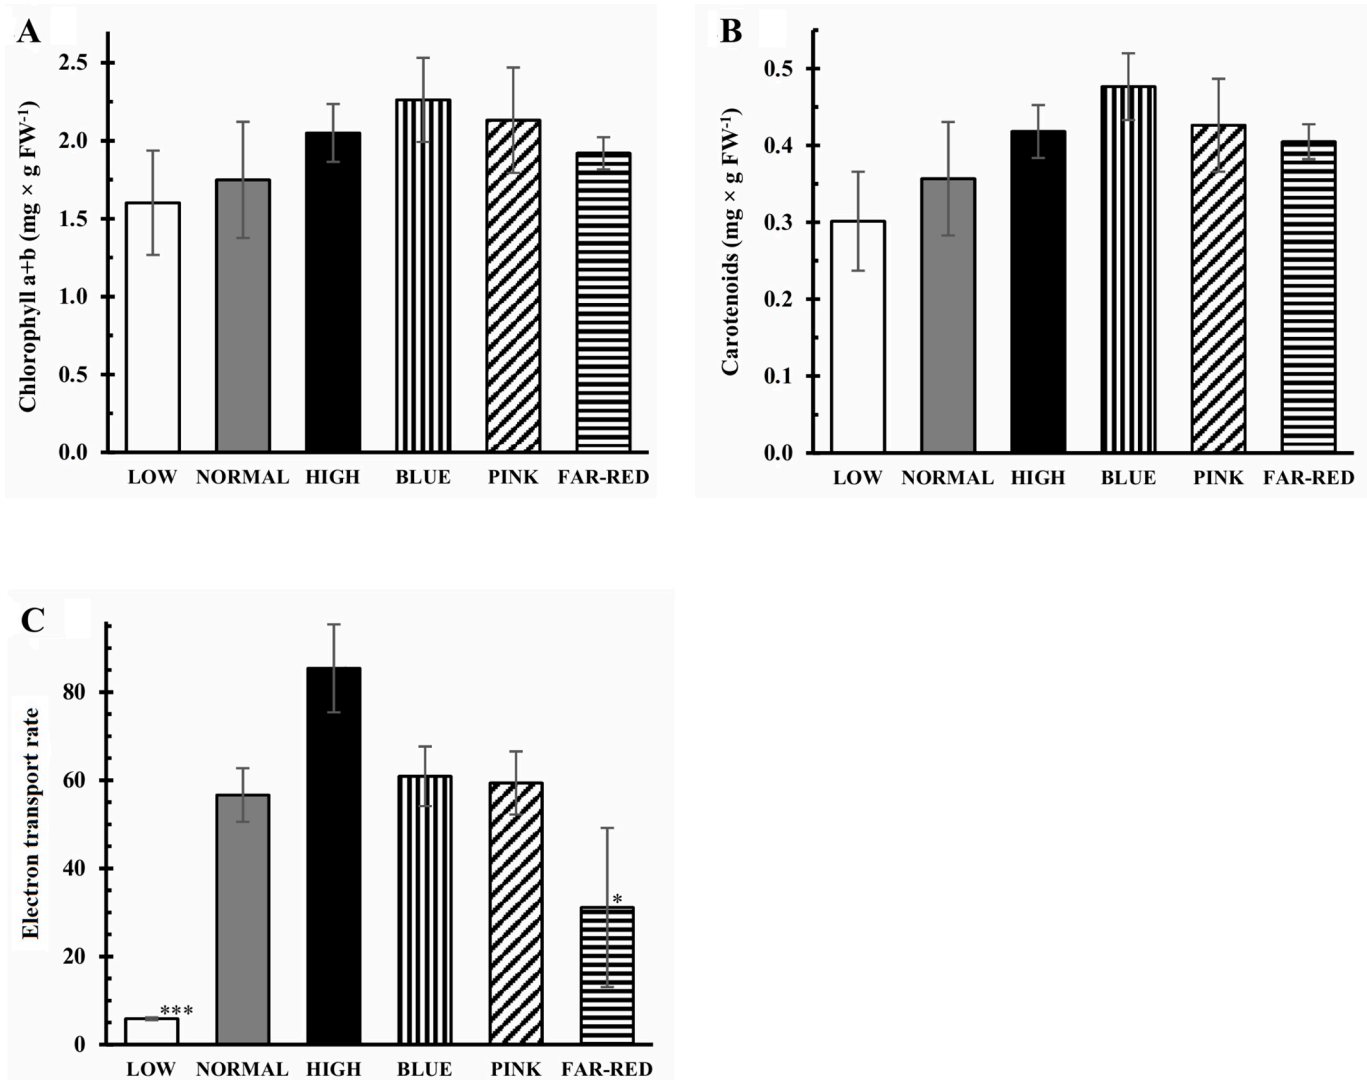 A
Chlorophyll a+b (mg × g FW-1)
2.5
2.0
1.5
1.0
0.5
0.0
LOW NORMAL HIGH BLUE PINK FAR-RED
B
Carotenoids (mg × g FW-1)
0.5
0.4
0.3
0.2
0.1
0.0
LOW NORMAL HIGH BLUE PINK FAR-RED
C
Electron transport rate
80
60
40
20
0
***
*
LOW NORMAL HIGH BLUE PINK FAR-RED